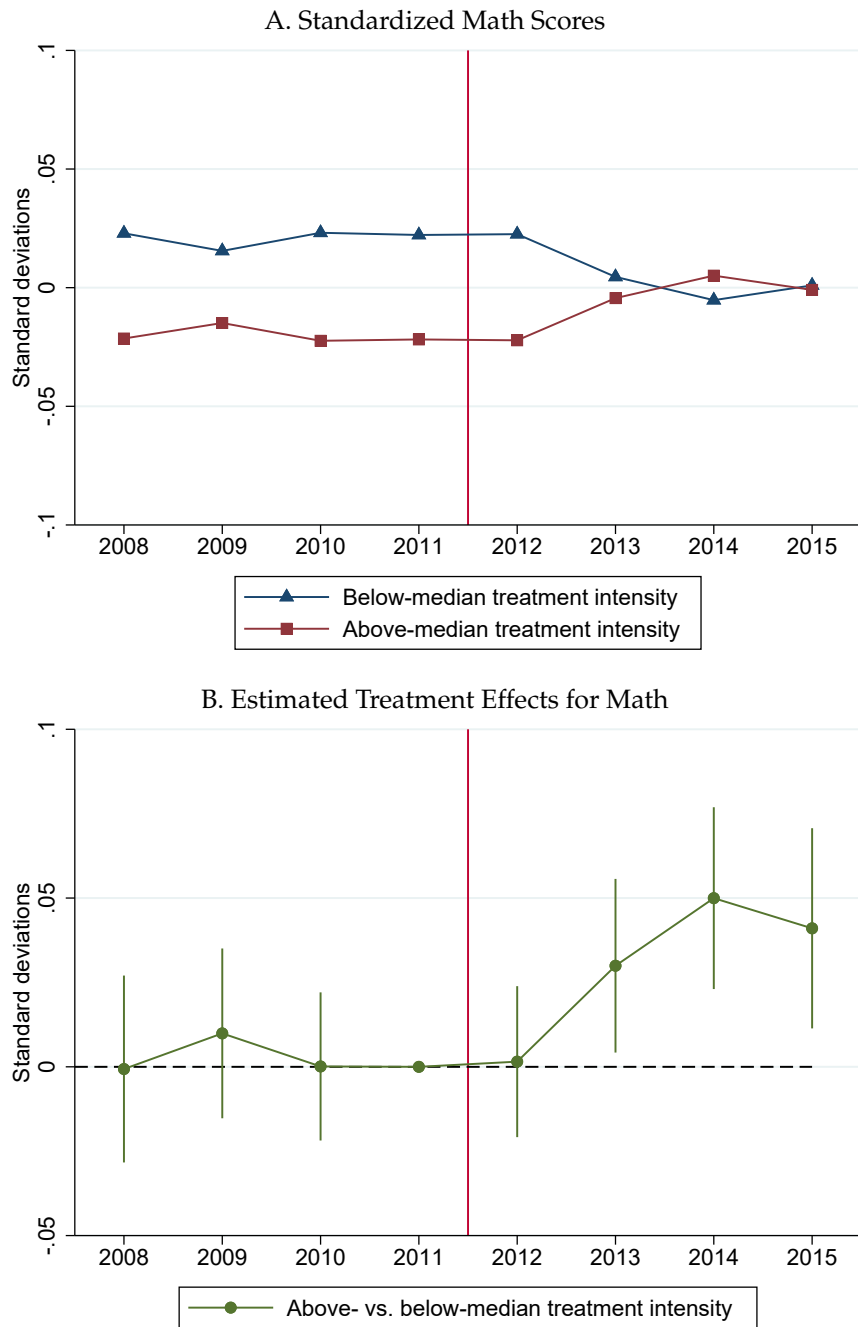 A. Standardized Math Scores
.1
.05
0
-.05
-.1
Standard deviations
2008 2009 2010 2011 2012 2013 2014 2015
Below-median treatment intensity
Above-median treatment intensity
B. Estimated Treatment Effects for Math
.1
.05
0
-.05
Standard deviations
2008 2009 2010 2011 2012 2013 2014 2015
Above- vs. below-median treatment intensity